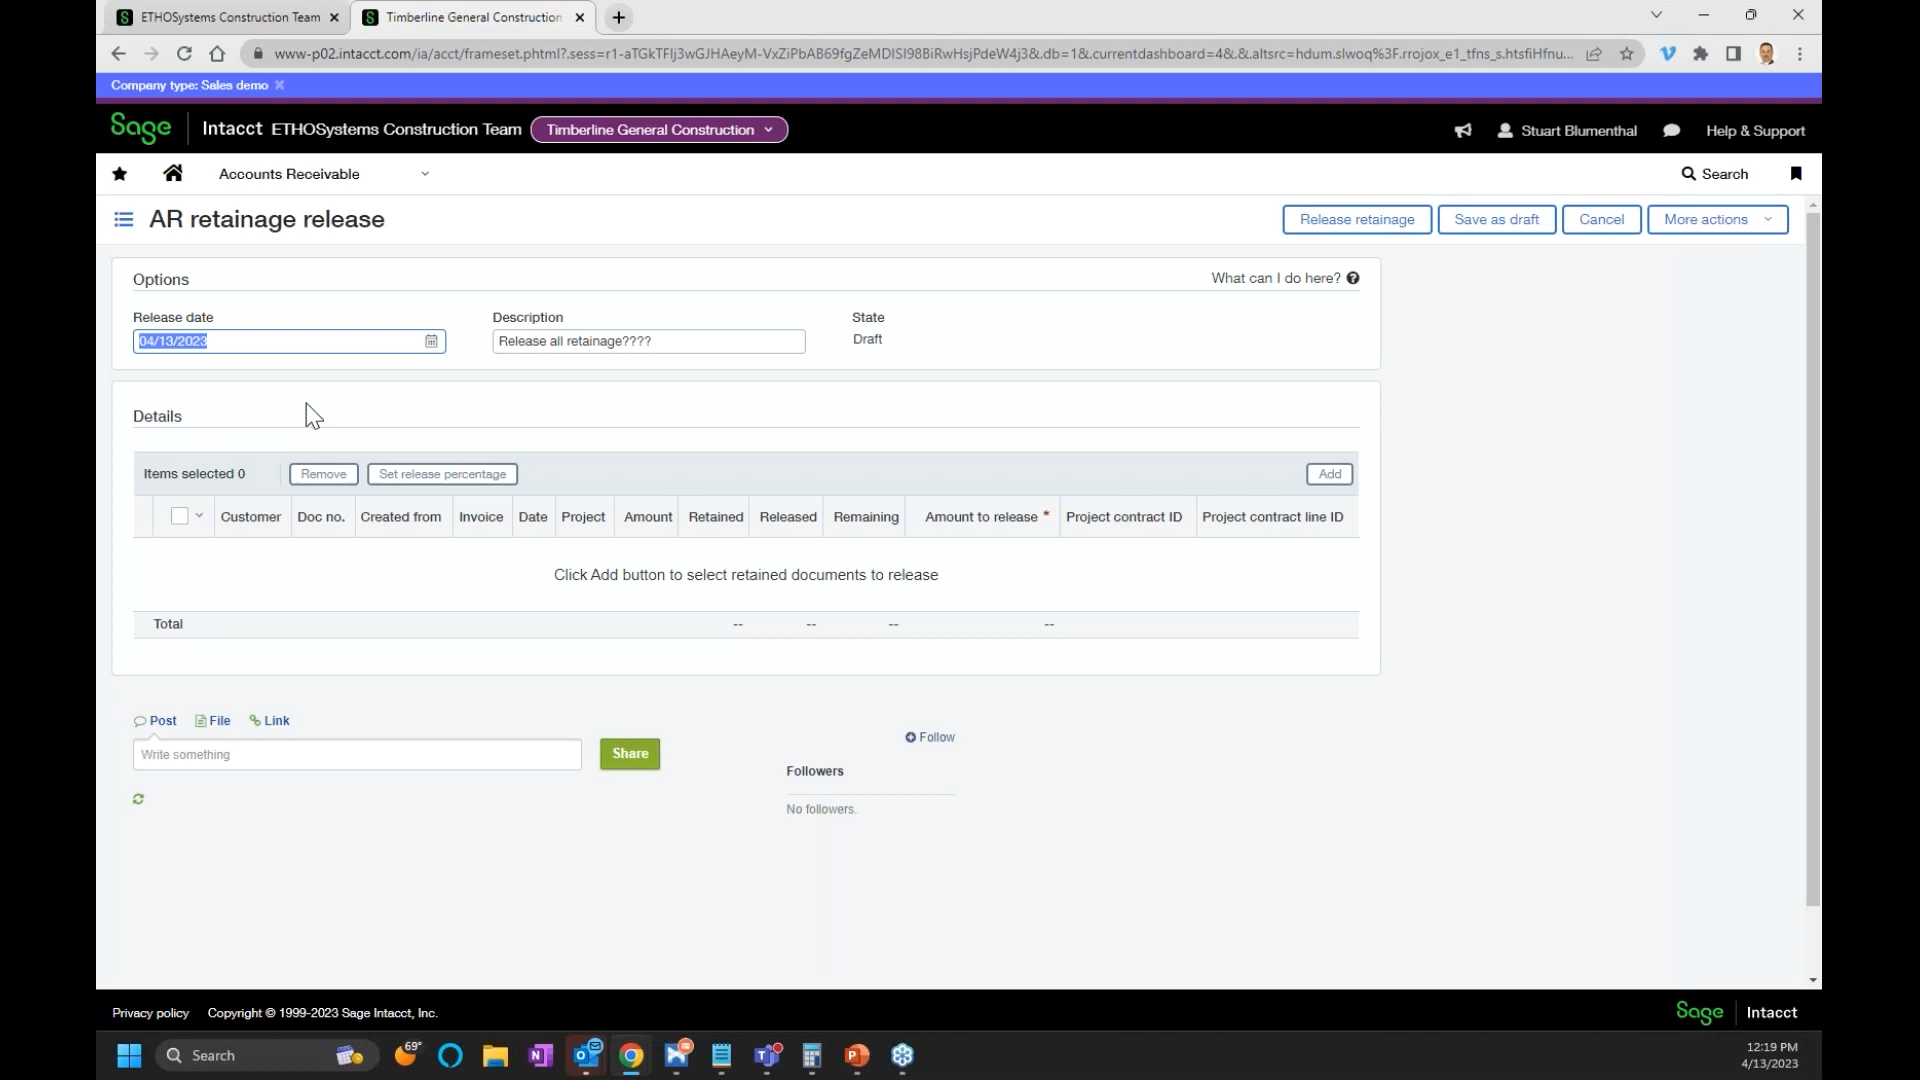 ETHOSystems Construction Team
Timberline General Construction
www-p02.intacct.com/ia/acct/frameset.phtml?.sess=r1-aTGkTFlj3wGJHAeyM-VxZiPbAB69fgZeMDISI98BiRwHsjPdeW4j3&.db=1&.currentdashboard=4&.&.altsrc=hdum.slwoq%3F.rrojox_e1_tfns_s.htsfiHfnu...
Company type: Sales demo
Sage Intacct ETHOSystems Construction Team Timberline General Construction Stuart Blumenthal Help & Support
Accounts Receivable Search
AR retainage release Release retainage Save as draft Cancel More actions
Options What can I do here?
Release date Description State
04/13/2023 Release all retainage???? Draft
Details
Items selected 0 Remove Set release percentage Add
Customer Doc no. Created from Invoice Date Project Amount Retained Released Remaining Amount to release * Project contract ID Project contract line ID
Click Add button to select retained documents to release
Total -- -- -- --
Post File Link
Write something Share
Follow
Followers
No followers.
Privacy policy Copyright © 1999-2023 Sage Intacct, Inc. Sage Intacct
Search 69° 12:19 PM
4/13/2023